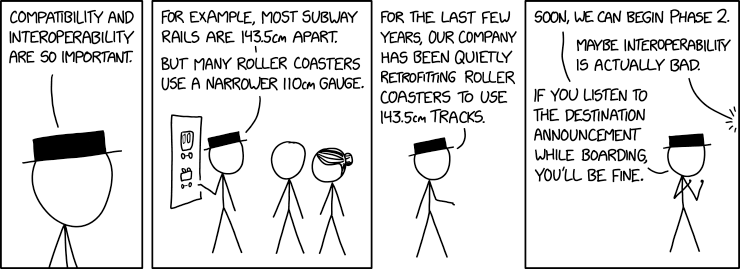 COMPATIBILITY AND
INTEROPERABILITY
ARE SO IMPORTANT.
FOR EXAMPLE, MOST SUBWAY
RAILS ARE 143.5cm APART.
BUT MANY ROLLER COASTERS
USE A NARROWER 110cm GAUGE.
FOR THE LAST FEW
YEARS, OUR COMPANY
HAS BEEN QUIETLY
RETROFITTING ROLLER
COASTERS TO USE
143.5cm TRACKS.
SOON, WE CAN BEGIN PHASE 2.
MAYBE INTEROPERABILITY
IS ACTUALLY BAD.
IF YOU LISTEN TO
THE DESTINATION
ANNOUNCEMENT
WHILE BOARDING,
YOU'LL BE FINE.